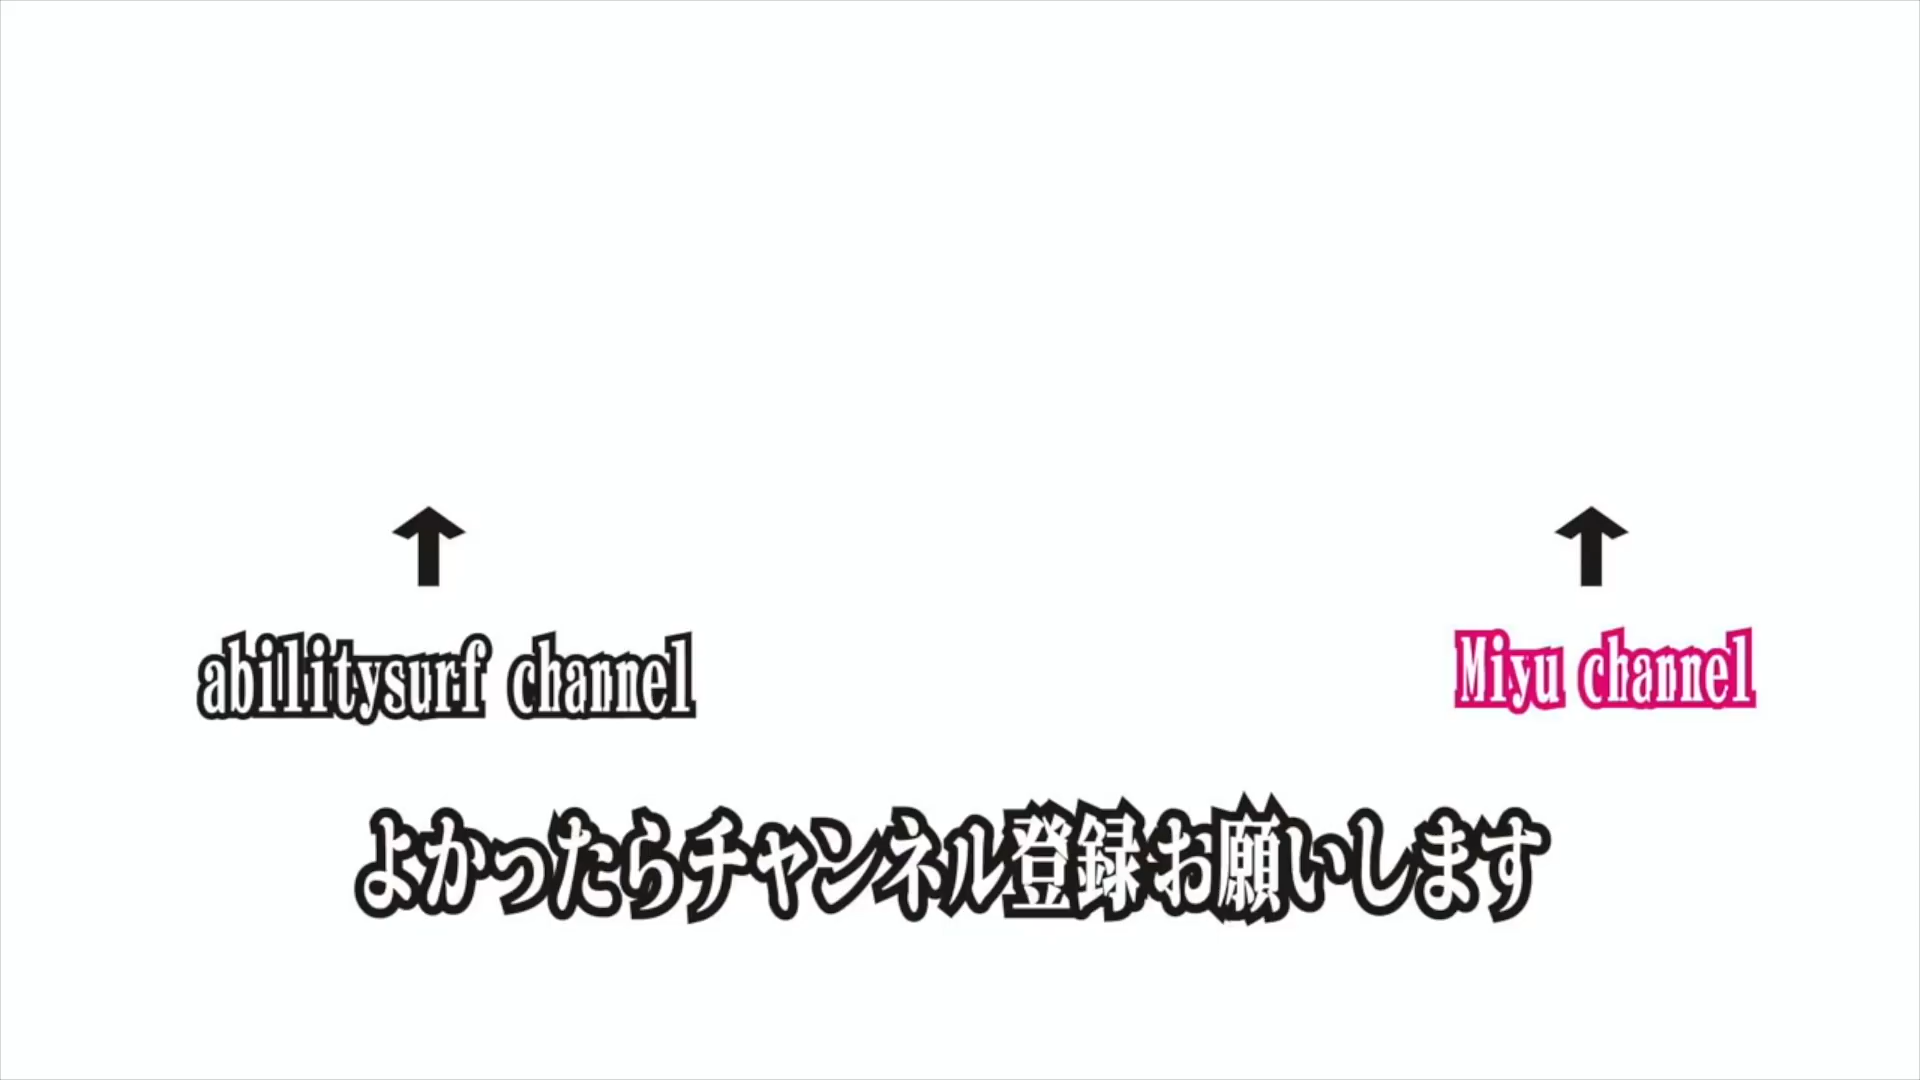 abilitysurf channel
Miyu channel
よかったらチャンネル登録お願いします